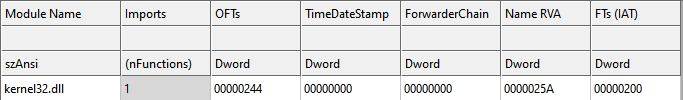 Module Name Imports OFTs TimeDateStamp ForwarderChain Name RVA FTs (IAT)
szAnsi (nFunctions) Dword Dword Dword Dword Dword
kernel32.dll 1 00000244 00000000 00000000 0000025A 00000200